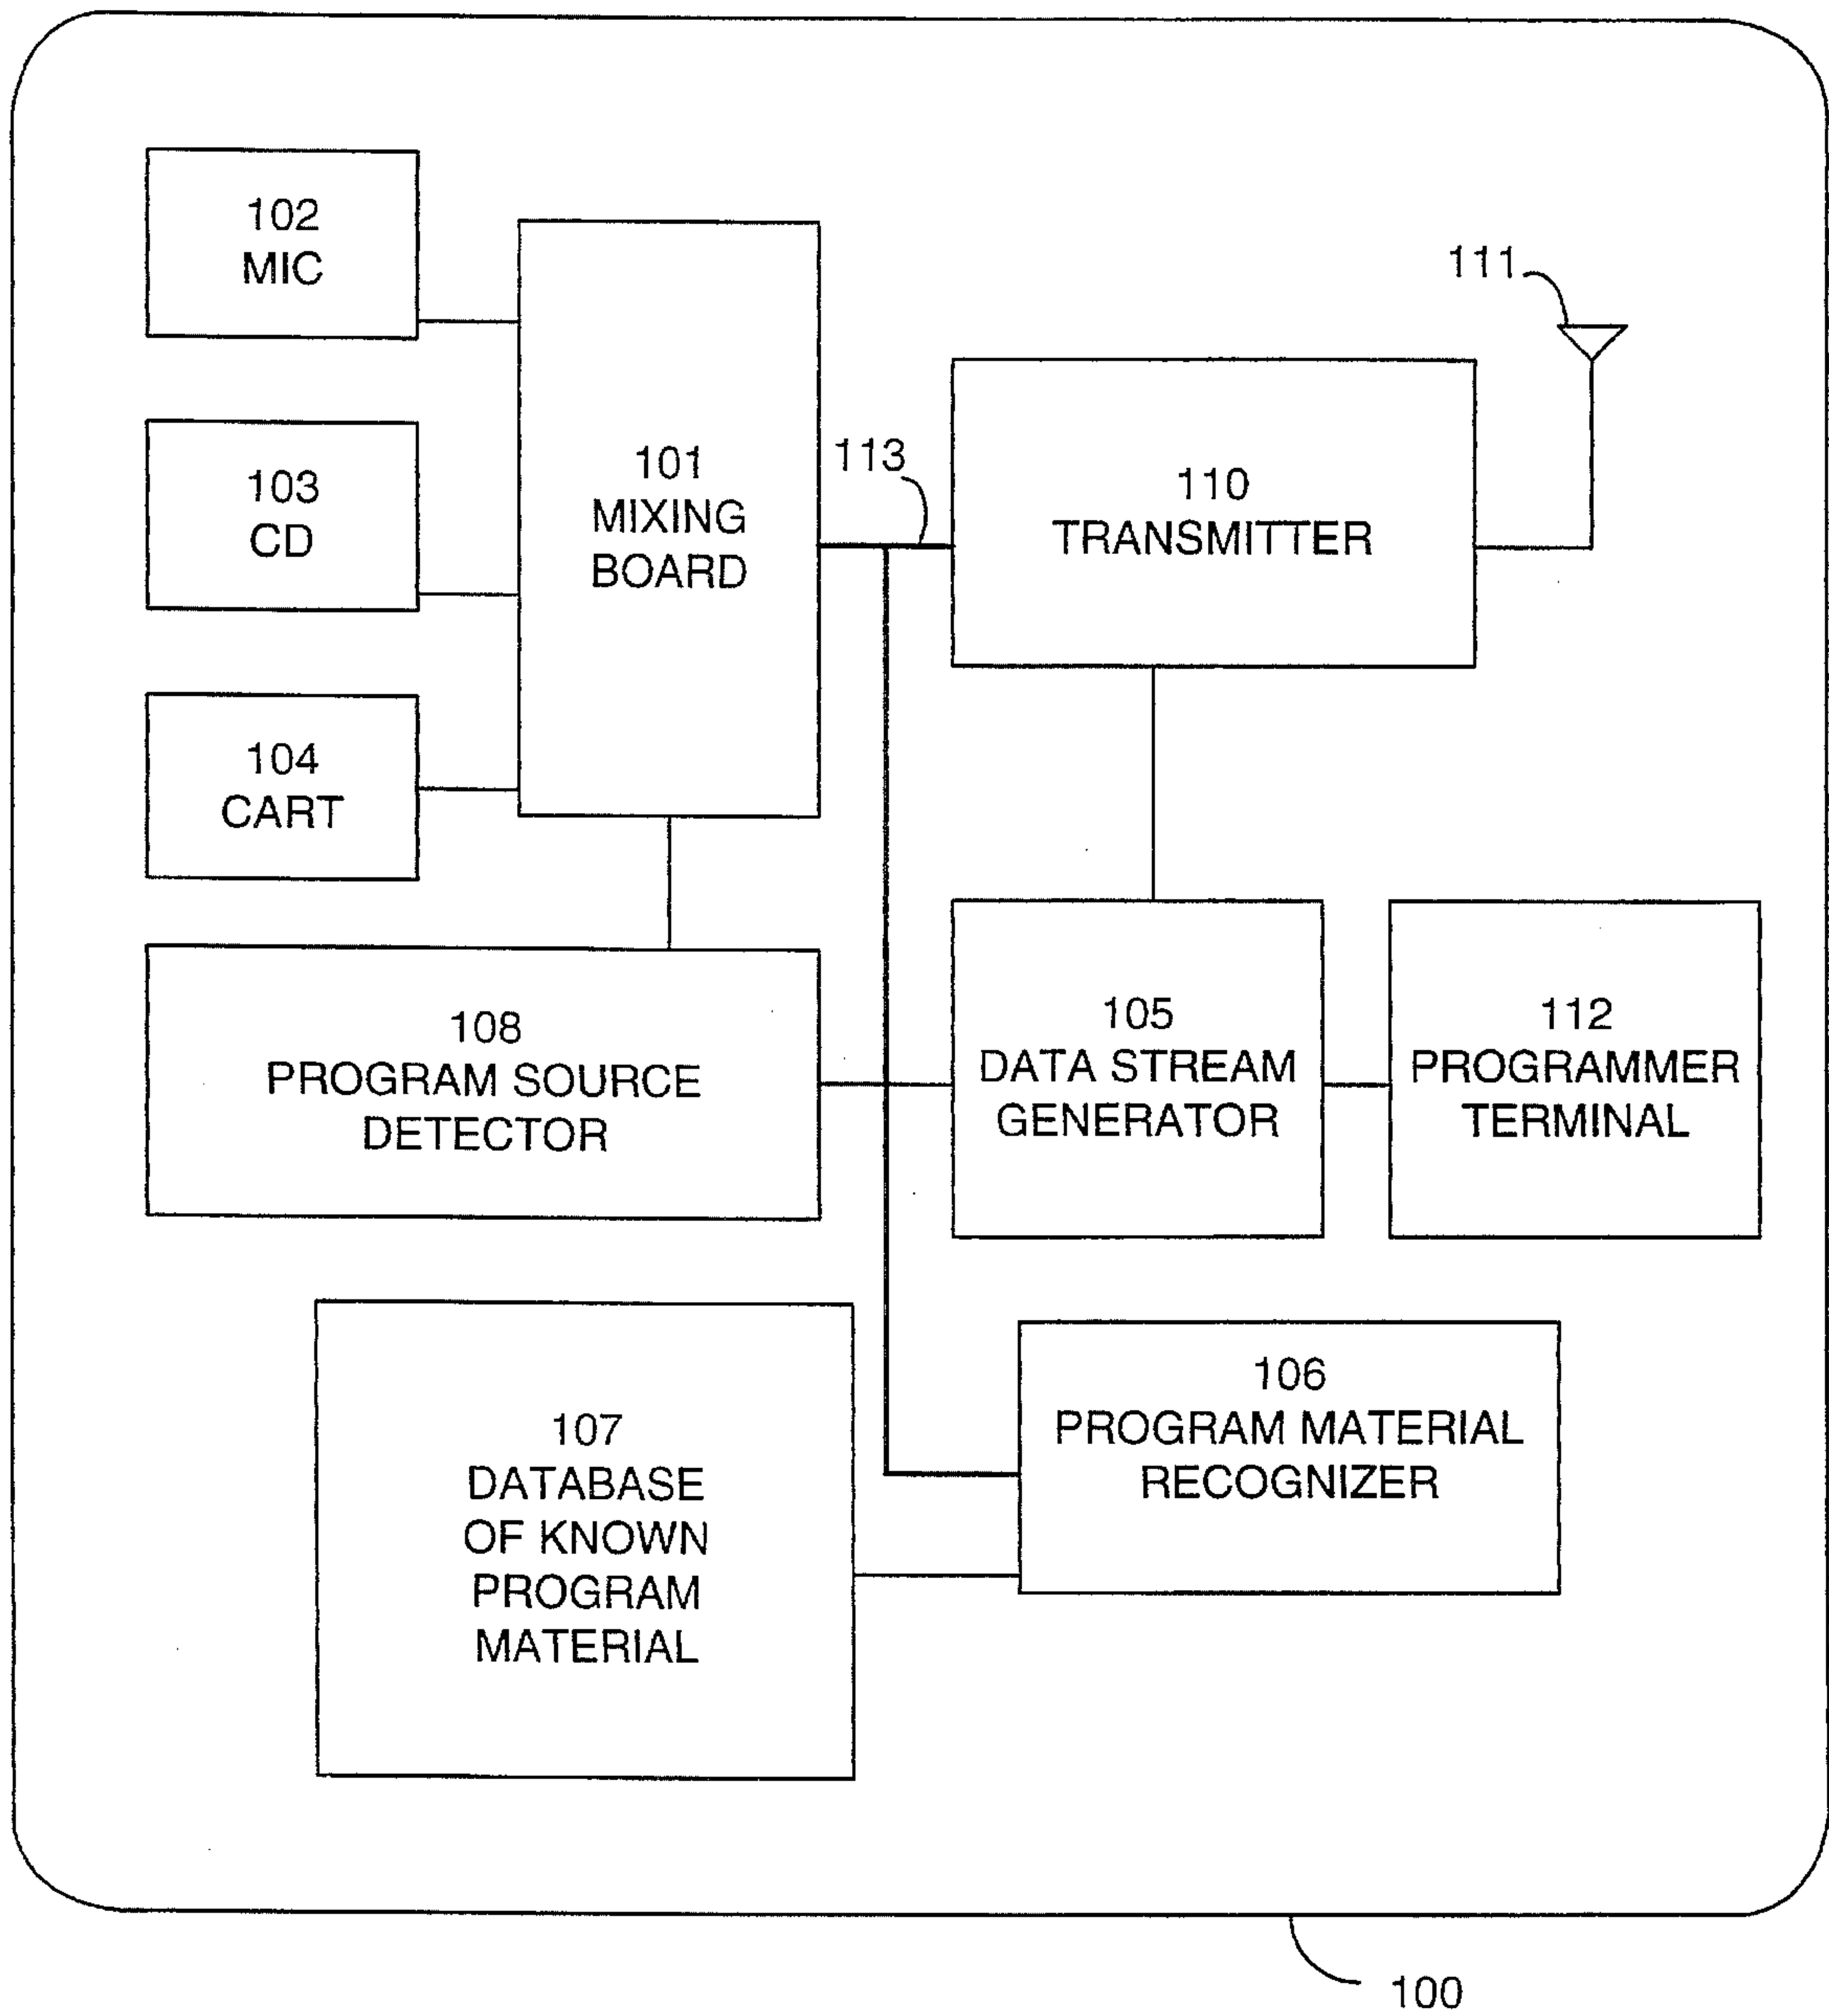 102
MIC
103
CD
104
CART
101
MIXING
BOARD
113
110
TRANSMITTER
111
108
PROGRAM SOURCE
DETECTOR
105
DATA STREAM
GENERATOR
112
PROGRAMMER
TERMINAL
107
DATABASE
OF KNOWN
PROGRAM
MATERIAL
106
PROGRAM MATERIAL
RECOGNIZER
100